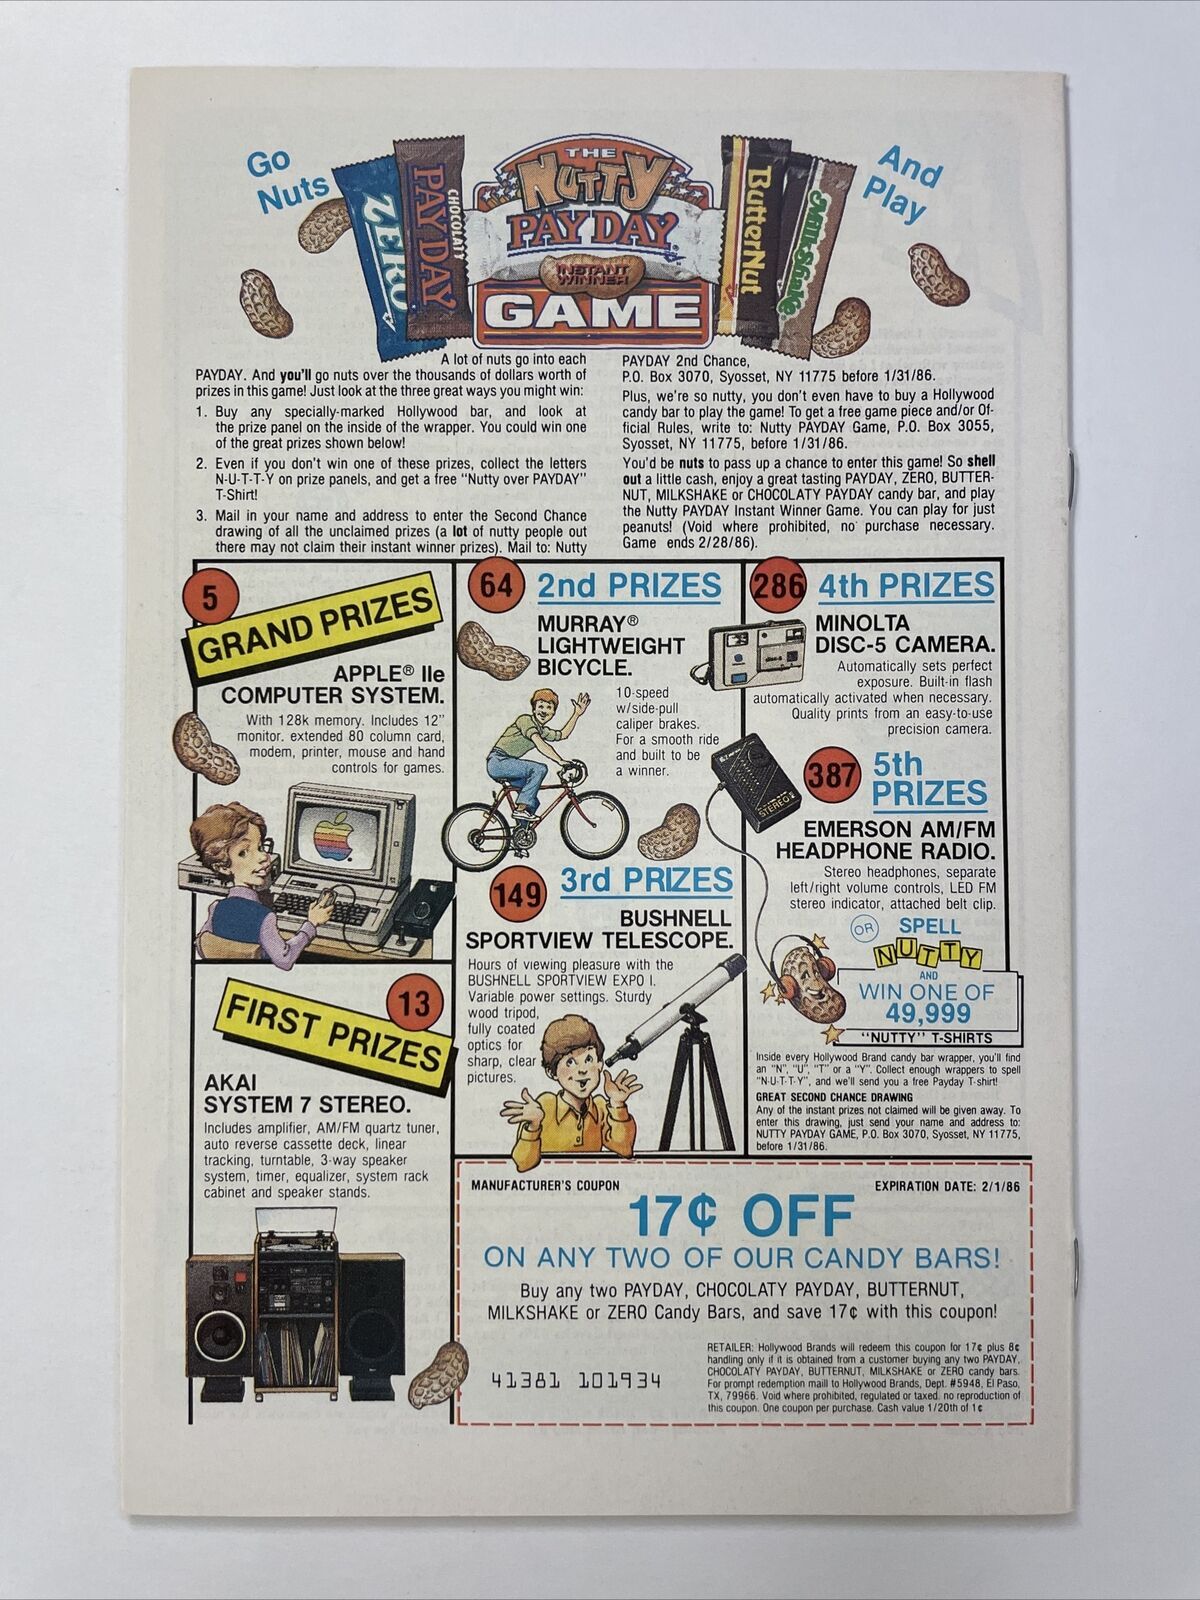 Go
Nuts
ZERO
CHOCOLATY
PAY DAY
THE
NUTTY
PAY DAY®
INSTANT
WINNER
GAME
ButterNut
Milk Shake
And
Play
A lot of nuts go into each
PAYDAY. And you'll go nuts over the thousands of dollars worth of
prizes in this game! Just look at the three great ways you might win:
1. Buy any specially-marked Hollywood bar, and look at
the prize panel on the inside of the wrapper. You could win one
of the great prizes shown below!
2. Even if you don't win one of these prizes, collect the letters
N-U-T-T-Y on prize panels, and get a free "Nutty over PAYDAY"
T-Shirt!
3. Mail in your name and address to enter the Second Chance
drawing of all the unclaimed prizes (a lot of nutty people out
there may not claim their instant winner prizes). Mail to: Nutty
PAYDAY 2nd Chance,
P.O. Box 3070, Syosset, NY 11775 before 1/31/86.
Plus, we're so nutty, you don't even have to buy a Hollywood
candy bar to play the game! To get a free game piece and/or Of-
ficial Rules, write to: Nutty PAYDAY Game, P.O. Box 3055,
Syosset, NY 11775, before 1/31/86.
You'd be nuts to pass up a chance to enter this game! So shell
out a little cash, enjoy a great tasting PAYDAY, ZERO, BUTTER-
NUT, MILKSHAKE or CHOCOLATY PAYDAY candy bar, and play
the Nutty PAYDAY Instant Winner Game. You can play for just
peanuts! (Void where prohibited, no purchase necessary.
Game ends 2/28/86).
5
GRAND PRIZES
APPLE® IIe
COMPUTER SYSTEM.
With 128k memory. Includes 12"
monitor. extended 80 column card,
modem, printer, mouse and hand
controls for games.
13
FIRST PRIZES
AKAI
SYSTEM 7 STEREO.
Includes amplifier, AM/FM quartz tuner,
auto reverse cassette deck, linear
tracking, turntable, 3-way speaker
system, timer, equalizer, system rack
cabinet and speaker stands.
64
2nd PRIZES
MURRAY®
LIGHTWEIGHT
BICYCLE.
10-speed
w/side-pull
caliper brakes.
For a smooth ride
and built to be
a winner.
149
3rd PRIZES
BUSHNELL
SPORTVIEW TELESCOPE.
Hours of viewing pleasure with the
BUSHNELL SPORTVIEW EXPO I.
Variable power settings. Sturdy
wood tripod,
fully coated
optics for
sharp, clear
pictures.
286
4th PRIZES
MINOLTA
DISC-5 CAMERA.
Automatically sets perfect
exposure. Built-in flash
automatically activated when necessary.
Quality prints from an easy-to-use
precision camera.
STEREO
387
5th
PRIZES
EMERSON AM/FM
HEADPHONE RADIO.
Stereo headphones, separate
left/right volume controls, LED FM
stereo indicator, attached belt clip.
OR
SPELL
NUTTY
AND
WIN ONE OF
49,999
"NUTTY" T-SHIRTS
Inside every Hollywood Brand candy bar wrapper, you'll find
an "N", "U", "T" or a "Y". Collect enough wrappers to spell
"N-U-T-T-Y", and we'll send you a free Payday T-shirt!
GREAT SECOND CHANCE DRAWING
Any of the instant prizes not claimed will be given away. To
enter this drawing, just send your name and address to:
NUTTY PAYDAY GAME, P.O. Box 3070, Syosset, NY 11775,
before 1/31/86.
MANUFACTURER'S COUPON
EXPIRATION DATE: 2/1/86
17¢ OFF
ON ANY TWO OF OUR CANDY BARS!
Buy any two PAYDAY, CHOCOLATY PAYDAY, BUTTERNUT,
MILKSHAKE or ZERO Candy Bars, and save 17¢ with this coupon!
41381 101934
RETAILER: Hollywood Brands will redeem this coupon for 17¢ plus 8¢
handling only if it is obtained from a customer buying any two PAYDAY,
CHOCOLATY PAYDAY, BUTTERNUT, MILKSHAKE or ZERO candy bars.
For prompt redemption mail to Hollywood Brands, Dept. #5948, El Paso,
TX, 79966. Void where prohibited, regulated or taxed. no reproduction of
this coupon. One coupon per purchase. Cash value 1/20th of 1¢